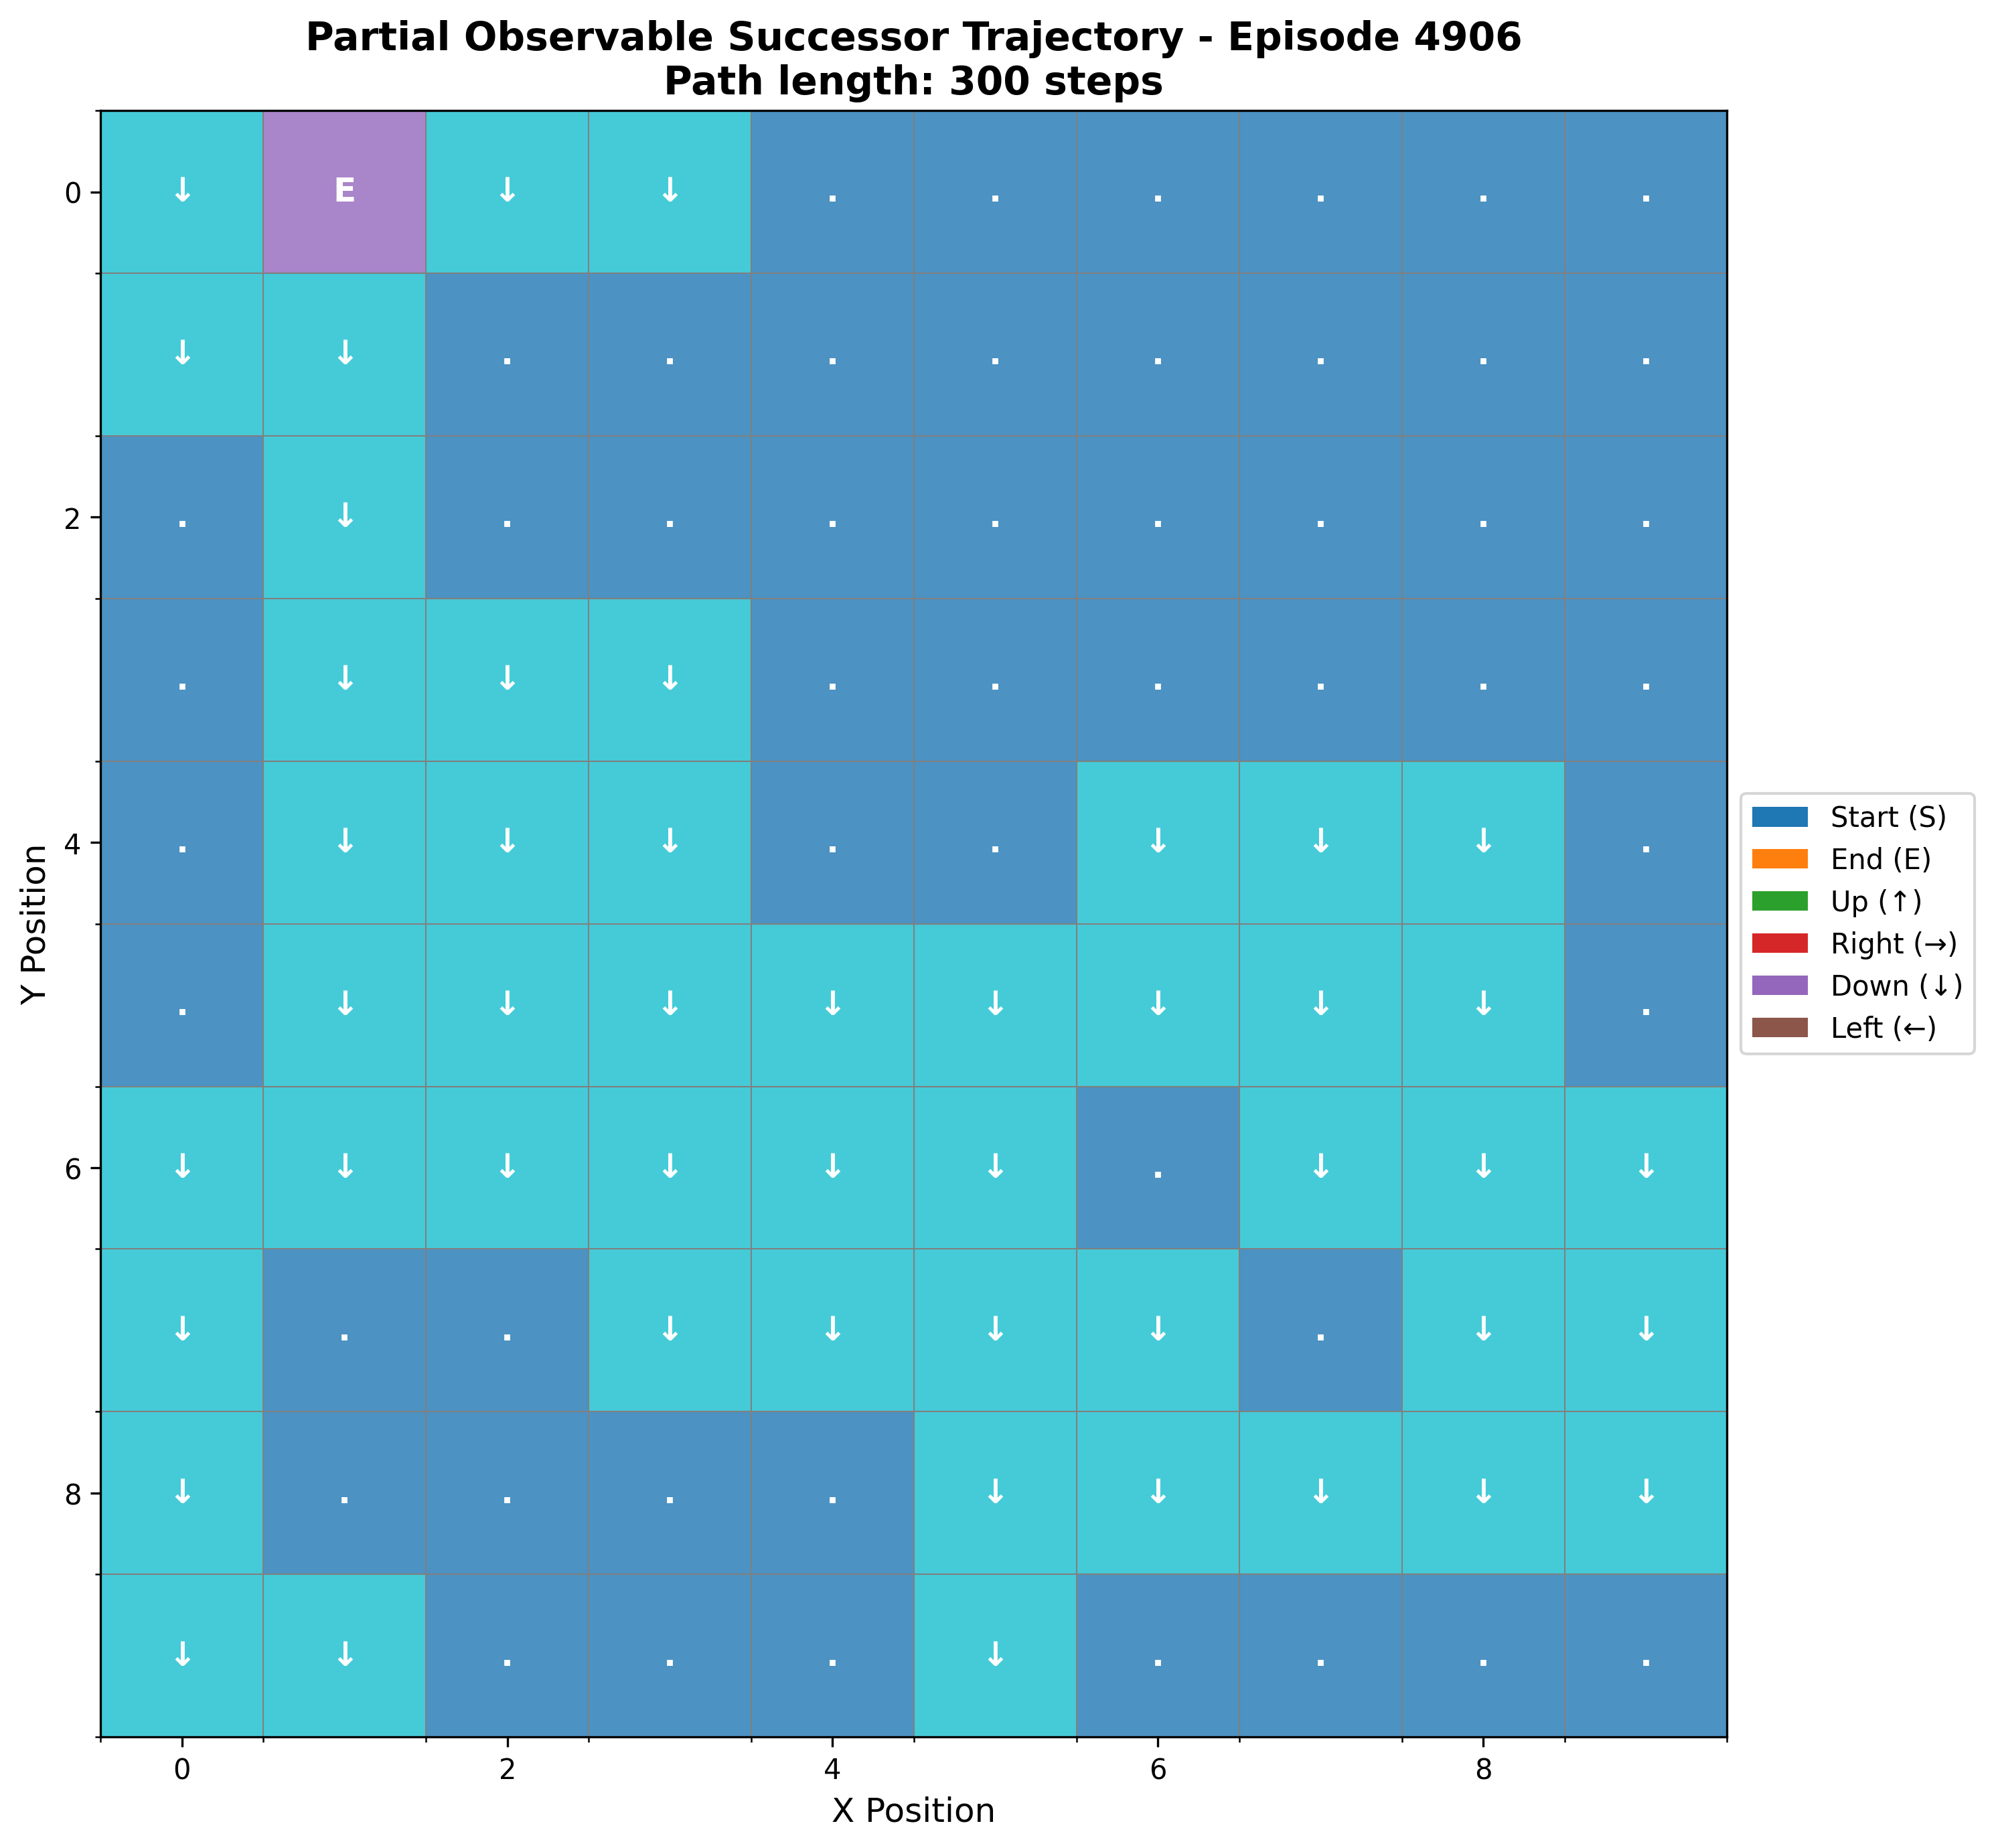 Partial Observable Successor Trajectory - Episode 4906
Path length: 300 steps
0 ↓ E ↓ ↓ . . . . . .
↓ ↓ . . . . . . . .
2 . ↓ . . . . . . . .
. ↓ ↓ ↓ . . . . . .
4 . ↓ ↓ ↓ . . ↓ ↓ ↓ .
. ↓ ↓ ↓ ↓ ↓ ↓ ↓ ↓ .
6 ↓ ↓ ↓ ↓ ↓ ↓ . ↓ ↓ ↓
↓ . . ↓ ↓ ↓ ↓ . ↓ ↓
8 ↓ . . . . ↓ ↓ ↓ ↓ ↓
↓ ↓ . . . ↓ . . . .
0 2 4 6 8
X Position
Y Position
Start (S)
End (E)
Up (↑)
Right (→)
Down (↓)
Left (←)